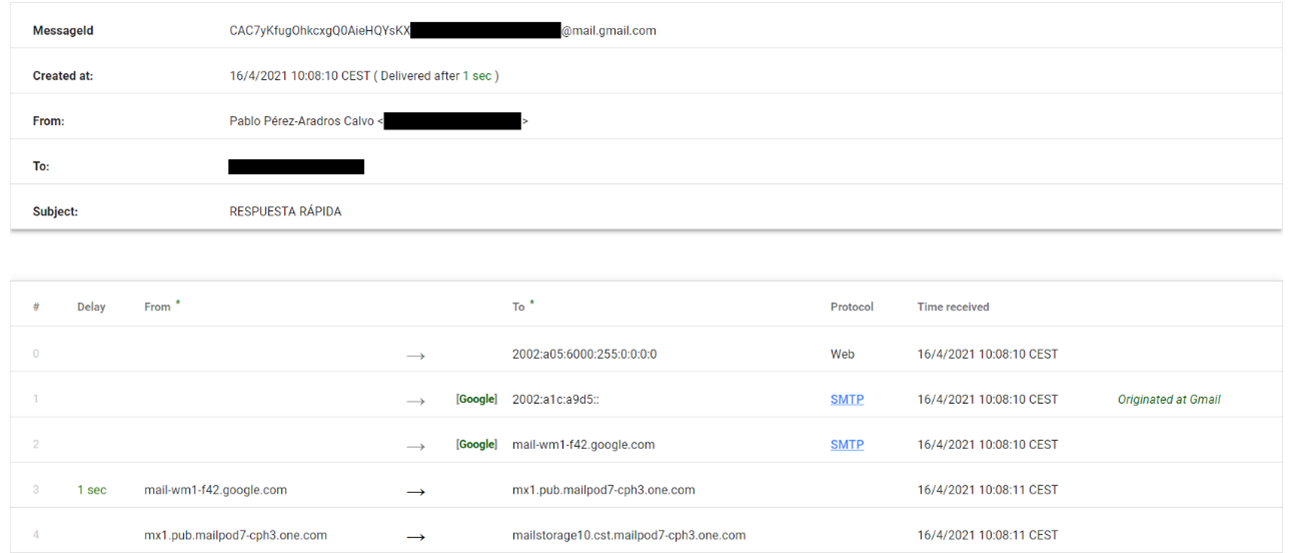 MessageId CAC7yKfugOhkcxgQ0AieHQYsKX @mail.gmail.com
Created at: 16/4/2021 10:08:10 CEST ( Delivered after 1 sec )
From: Pablo Pérez-Aradros Calvo < >
To:
Subject: RESPUESTA RÁPIDA
# Delay From * To * Protocol Time received
0 → 2002:a05:6000:255:0:0:0:0 Web 16/4/2021 10:08:10 CEST
1 → [Google] 2002:a1c:a9d5:: SMTP 16/4/2021 10:08:10 CEST Originated at Gmail
2 → [Google] mail-wm1-f42.google.com SMTP 16/4/2021 10:08:10 CEST
3 1 sec mail-wm1-f42.google.com → mx1.pub.mailpod7-cph3.one.com 16/4/2021 10:08:11 CEST
4 mx1.pub.mailpod7-cph3.one.com → mailstorage10.cst.mailpod7-cph3.one.com 16/4/2021 10:08:11 CEST